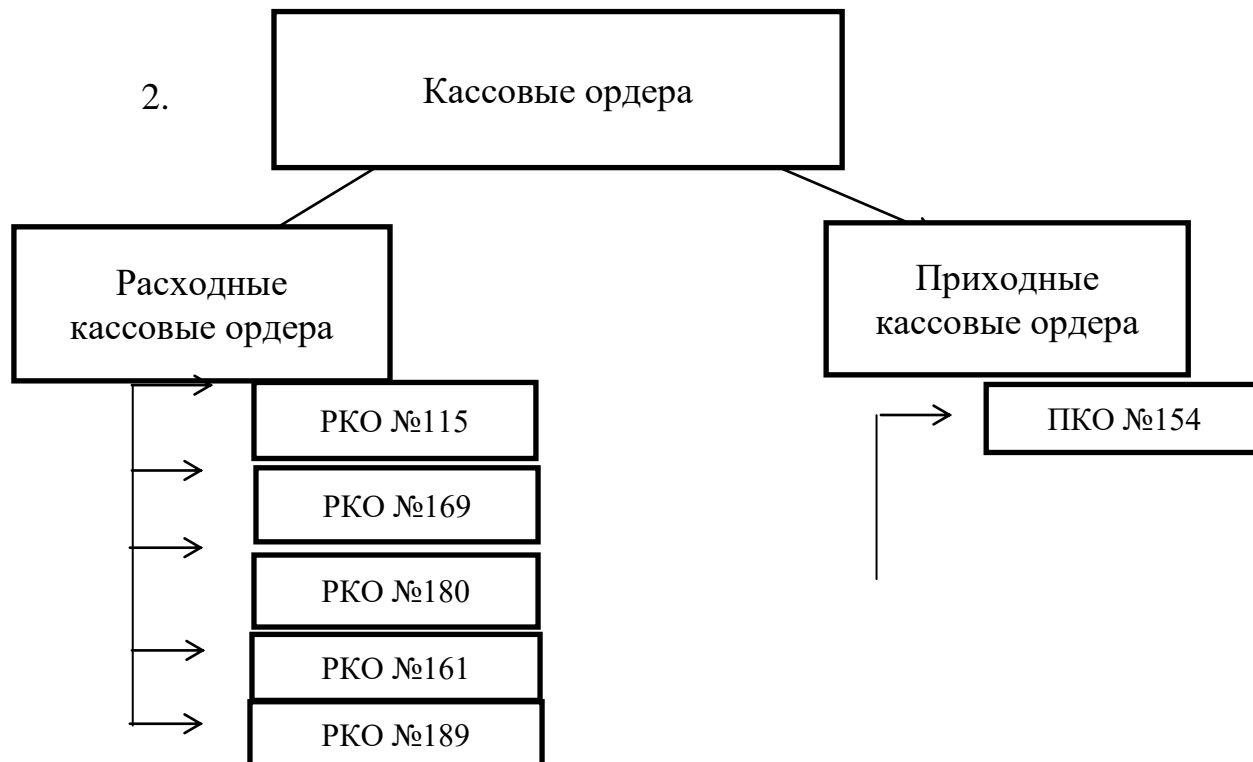 2.
Кассовые ордера
Расходные
кассовые ордера
Приходные
кассовые ордера
РКО №115
ПКО №154
РКО №169
РКО №180
РКО №161
РКО №189